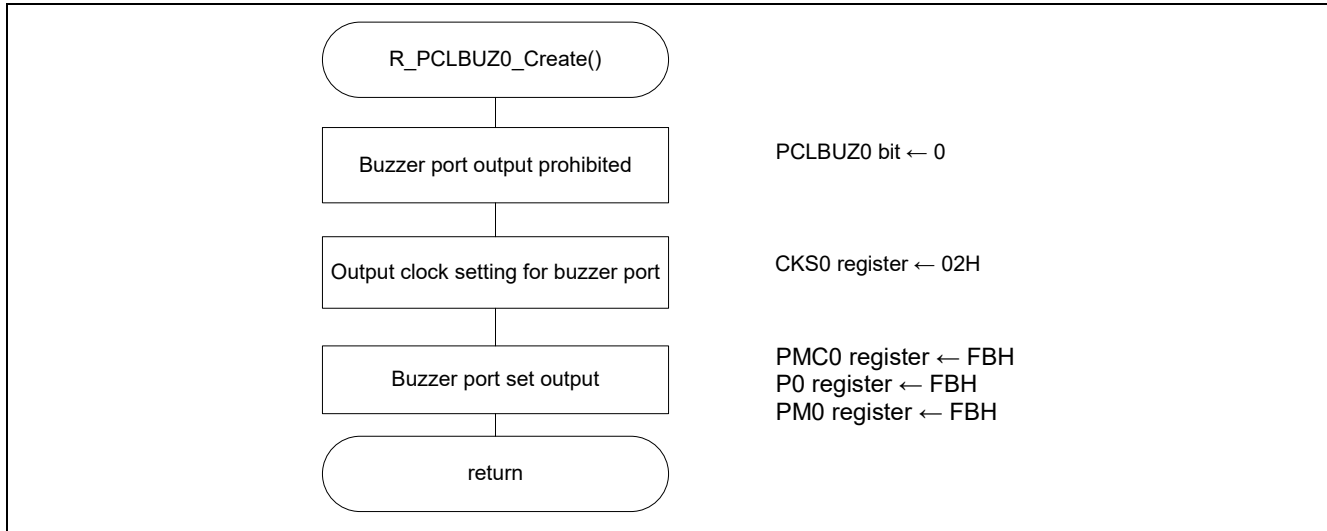 R_PCLBUZ0_Create()
Buzzer port output prohibited
PCLBUZ0 bit ← 0
Output clock setting for buzzer port
CKS0 register ← 02H
Buzzer port set output
PMC0 register ← FBH
P0 register ← FBH
PM0 register ← FBH
return